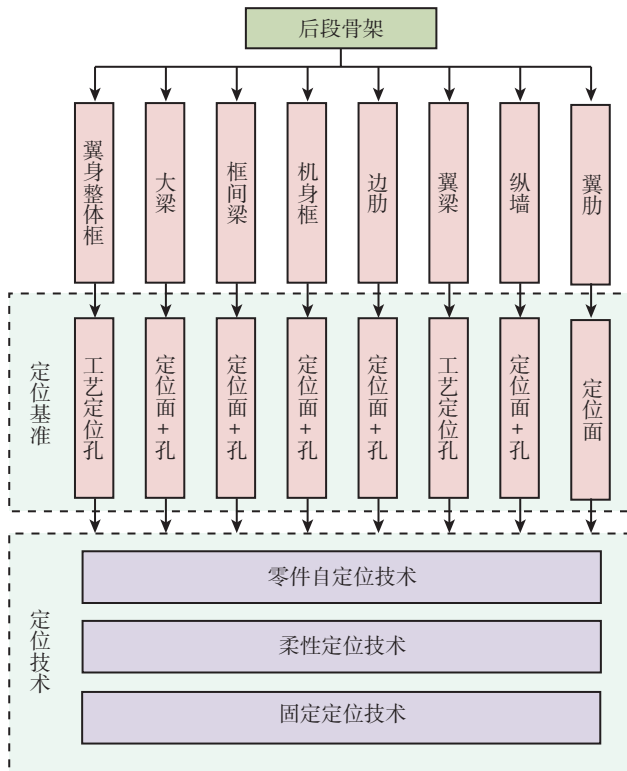 后段骨架
翼身整体框
大梁
框间梁
机身框
边肋
翼梁
纵墙
翼肋
定位基准
工艺定位孔
定位面+孔
定位面+孔
定位面+孔
定位面+孔
工艺定位孔
定位面+孔
定位面
定位技术
零件自定位技术
柔性定位技术
固定定位技术